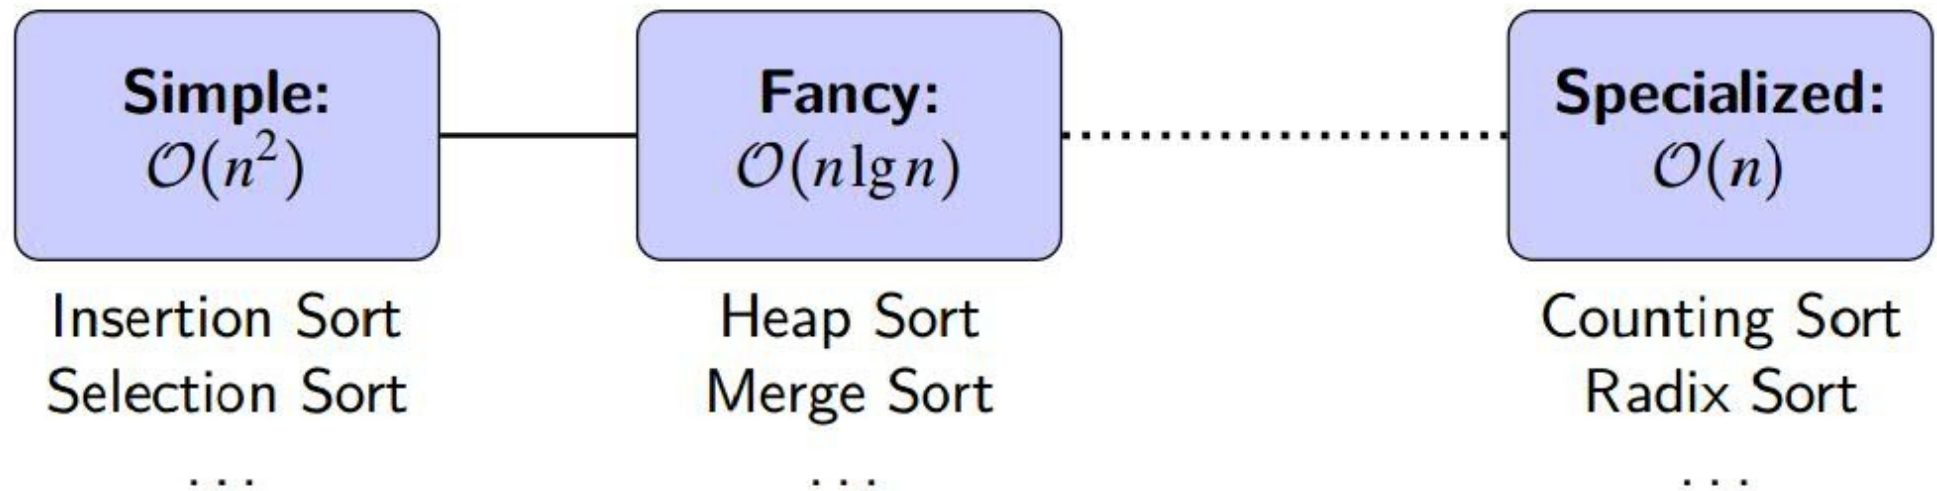 Simple:
𝒪(n²)
Insertion Sort
Selection Sort
...
Fancy:
𝒪(n lg n)
Heap Sort
Merge Sort
...
Specialized:
𝒪(n)
Counting Sort
Radix Sort
...